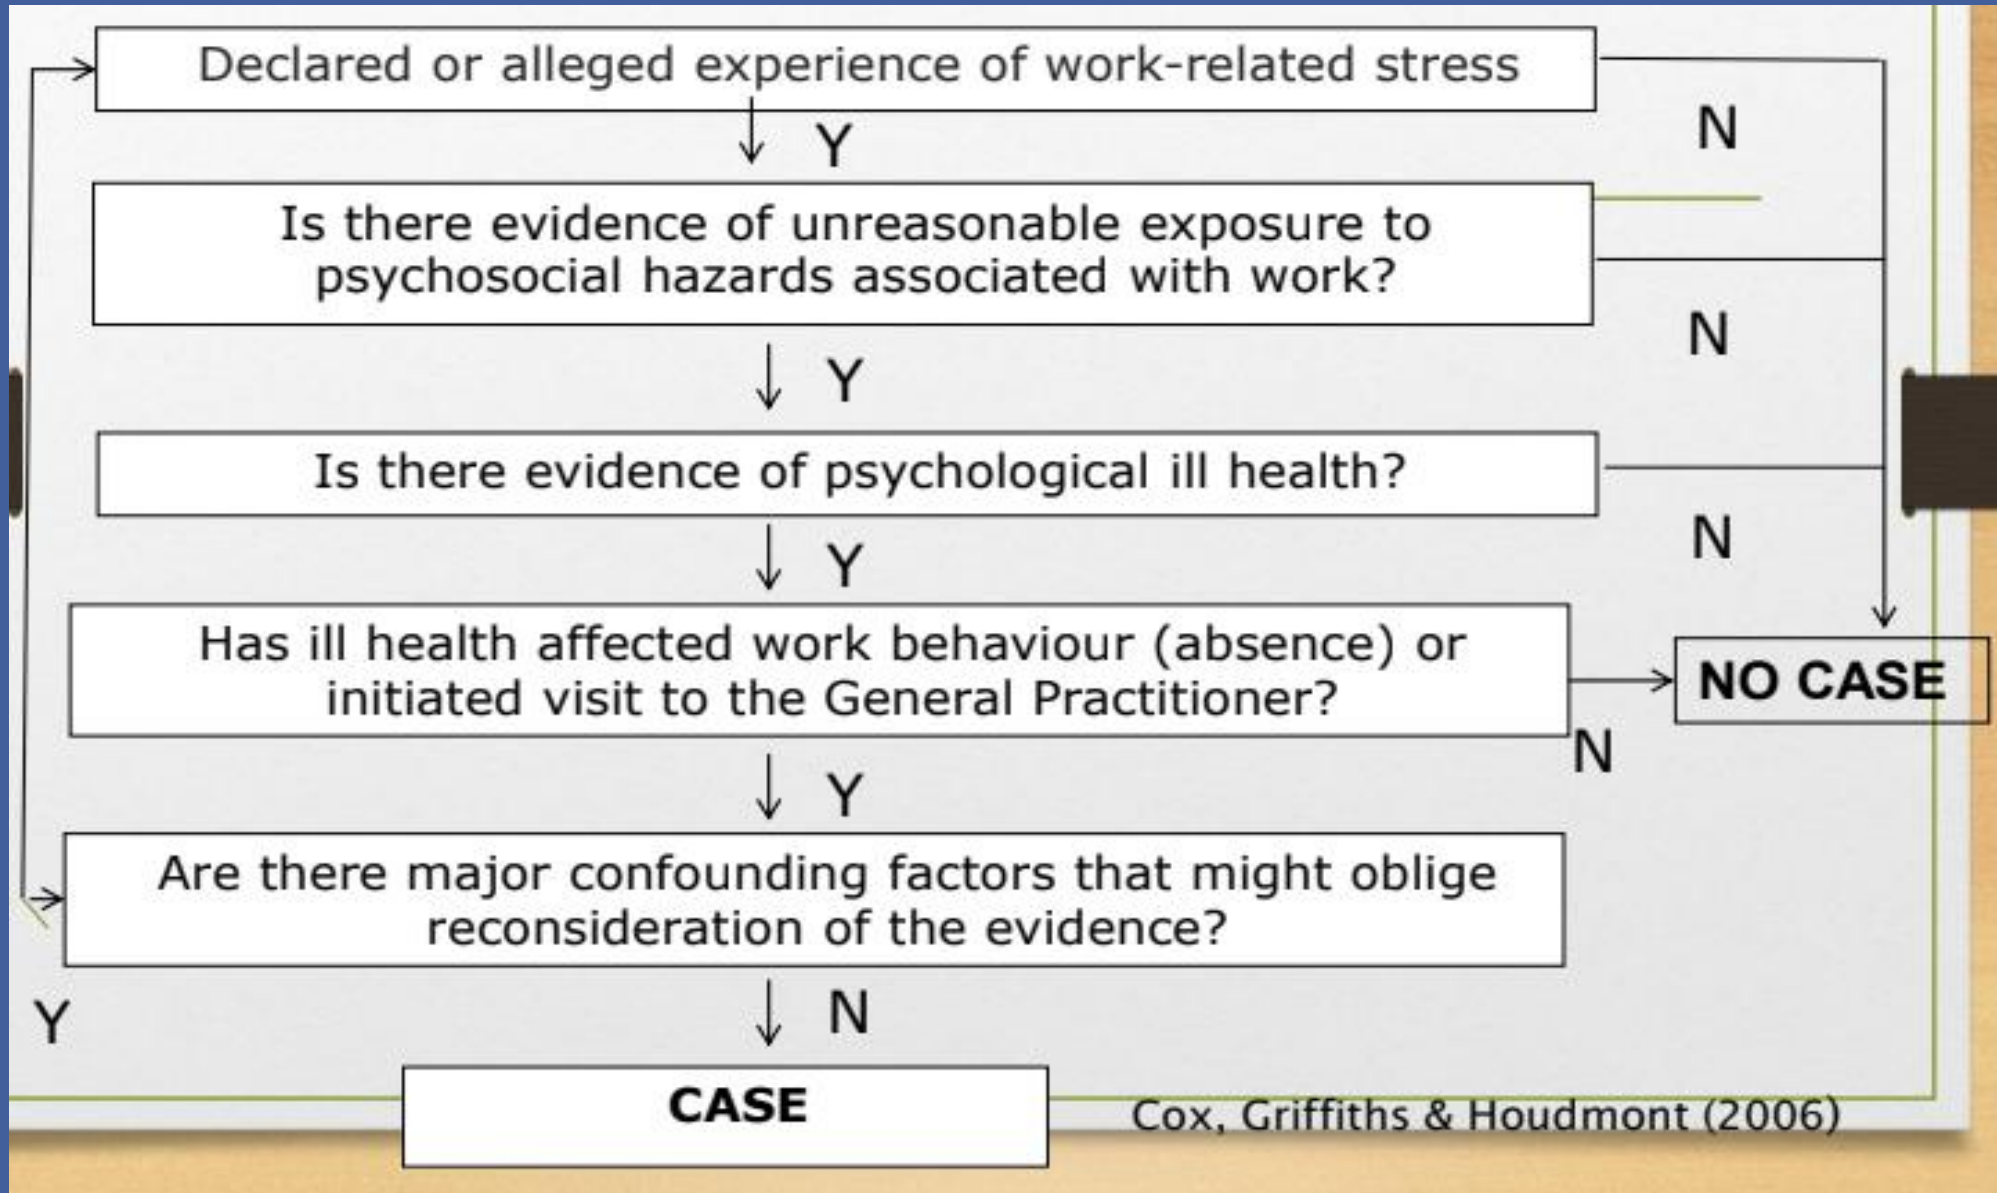 Declared or alleged experience of work-related stress
Y
N
Is there evidence of unreasonable exposure to
psychosocial hazards associated with work?
N
Y
Is there evidence of psychological ill health?
N
Y
Has ill health affected work behaviour (absence) or
initiated visit to the General Practitioner?
NO CASE
N
Y
Are there major confounding factors that might oblige
reconsideration of the evidence?
Y
N
CASE
Cox, Griffiths & Houdmont (2006)